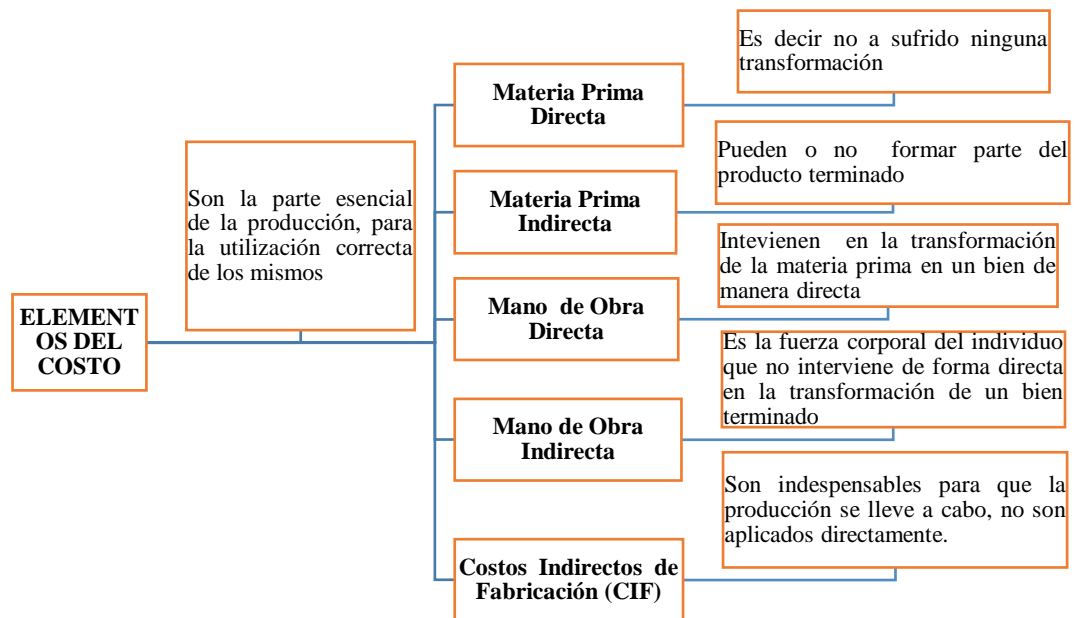 ELEMENT
OS DEL
COSTO
Son la parte esencial
de la producción, para
la utilización correcta
de los mismos
Materia Prima
Directa
Es decir no a sufrido ninguna
transformación
Materia Prima
Indirecta
Pueden o no formar parte del
producto terminado
Mano de Obra
Directa
Intevienen en la transformación
de la materia prima en un bien de
manera directa
Mano de Obra
Indirecta
Es la fuerza corporal del individuo
que no interviene de forma directa
en la transformación de un bien
terminado
Costos Indirectos de
Fabricación (CIF)
Son indespensables para que la
producción se lleve a cabo, no son
aplicados directamente.